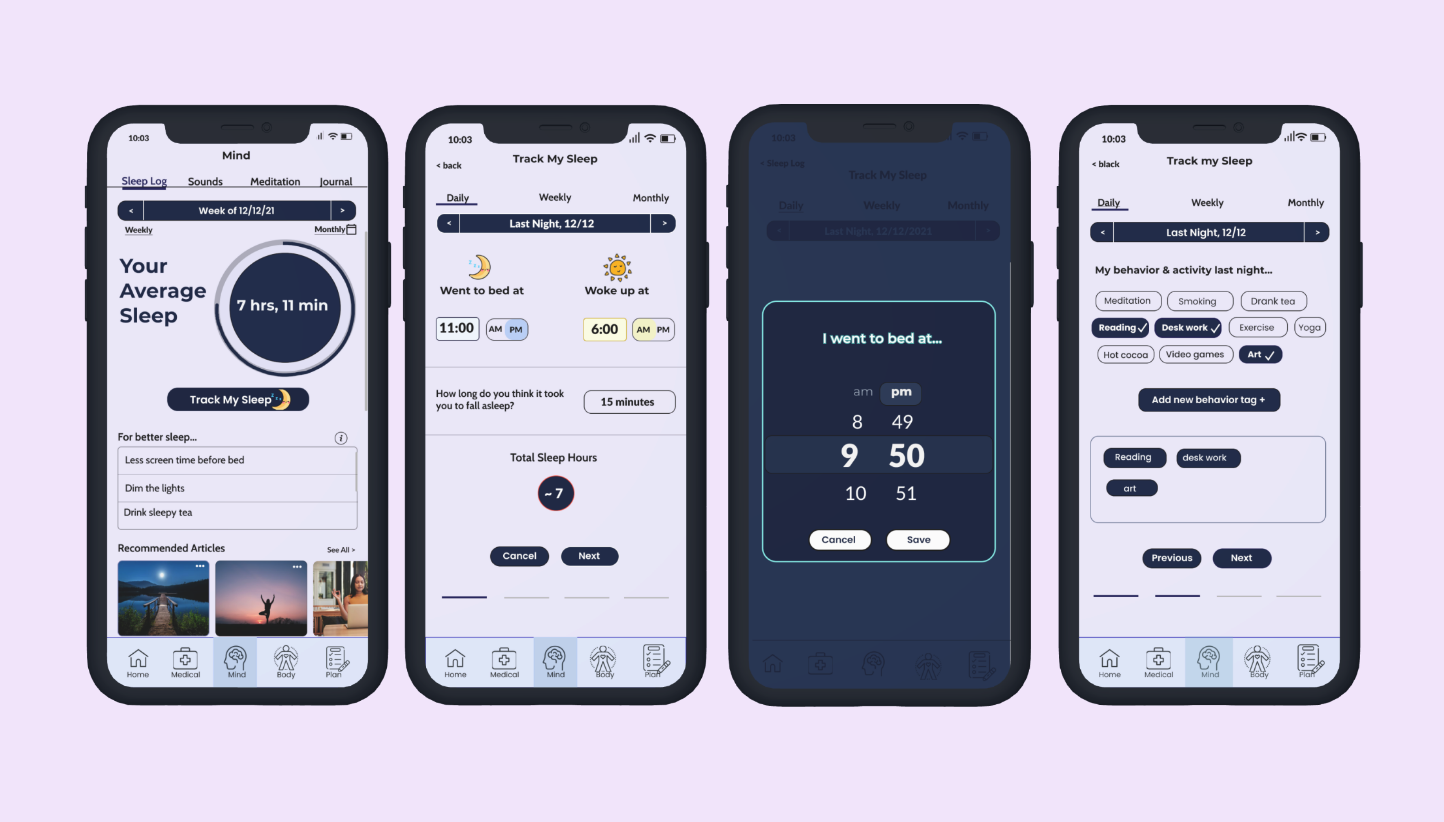 10:03
Mind
Sleep Log Sounds Meditation Journal
< Week of 12/12/21 >
Weekly Monthly
Your
Average
Sleep
7 hrs, 11 min
Track My Sleep
For better sleep...
i
Less screen time before bed
Dim the lights
Drink sleepy tea
Recommended Articles See All >
Home Medical Mind Body Plan
10:03
< back
Track My Sleep
Daily Weekly Monthly
< Last Night, 12/12 >
Went to bed at Woke up at
11:00 AM PM 6:00 AM PM
How long do you think it took
you to fall asleep?
15 minutes
Total Sleep Hours
~ 7
Cancel Next
Home Medical Mind Body Plan
10:03
< Sleep Log
Track My Sleep
Daily Weekly Monthly
< Last Night, 12/12/2021 >
I went to bed at...
am pm
8 49
9 50
10 51
Cancel Save
10:03
< black
Track my Sleep
Daily Weekly Monthly
< Last Night, 12/12 >
My behavior & activity last night...
Meditation Smoking Drank tea
Reading Desk work Exercise Yoga
Hot cocoa Video games Art
Add new behavior tag +
Reading desk work
art
Previous Next
Home Medical Mind Body Plan